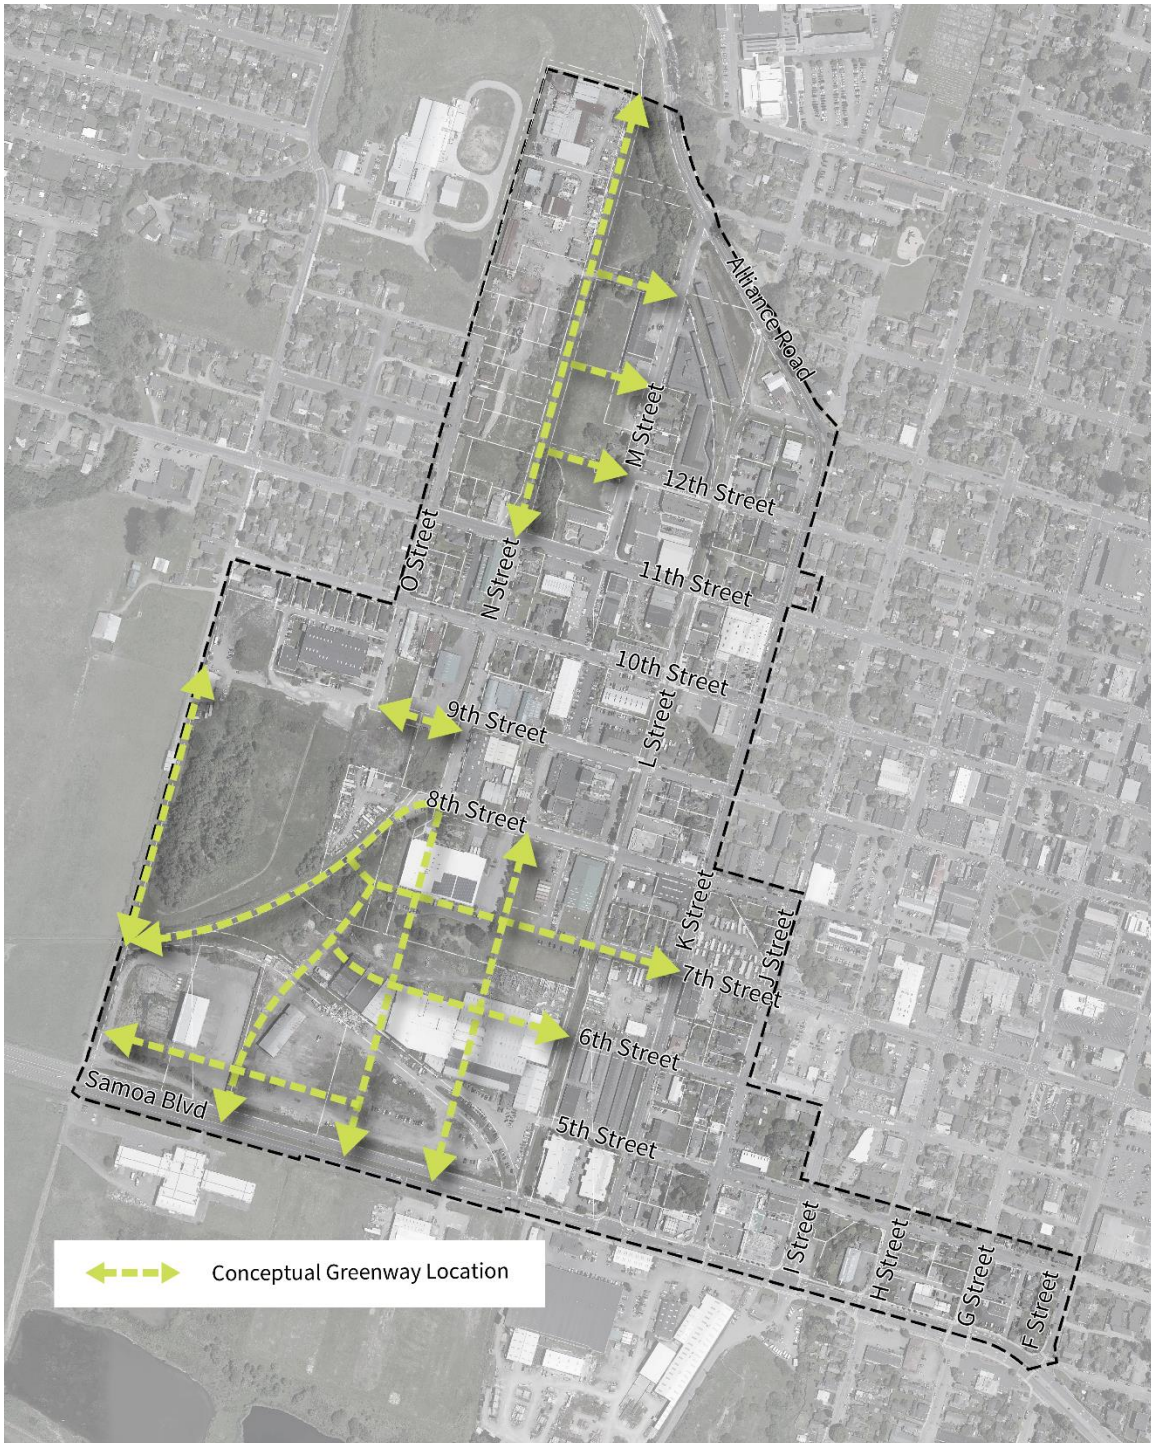 Alliance Road
M Street
12th Street
O Street
N Street
11th Street
10th Street
L Street
9th Street
8th Street
K Street
J Street
7th Street
6th Street
Samoa Blvd
5th Street
I Street
H Street
G Street
F Street
Conceptual Greenway Location